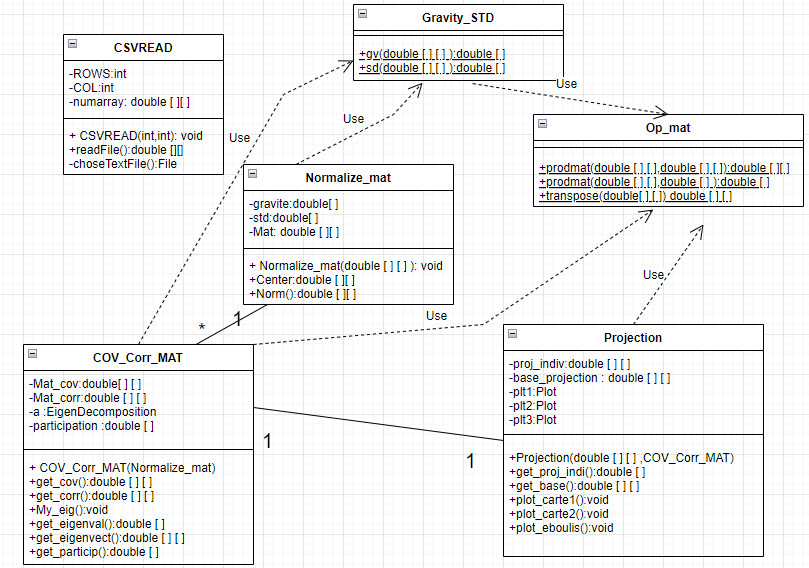 Gravity_STD
+gv(double [ ] [ ] ):double [ ]
+sd(double [ ] [ ] ):double [ ]
CSVREAD
-ROWS:int
-COL:int
-numarray: double [ ][ ]
+ CSVREAD(int,int): void
+readFile():double [][]
-choseTextFile():File
Use
Use
Use
Op_mat
+prodmat(double [ ] [ ],double [ ] [ ]):double [ ][ ]
+prodmat(double [ ] [ ],double [ ] ):double [ ]
+transpose(double[ ] [ ]) double [ ] [ ]
Normalize_mat
-gravite:double[ ]
-std:double[ ]
-Mat: double [ ][ ]
+ Normalize_mat(double [ ] [ ] ): void
+Center:double [ ][ ]
+Norm():double [ ][ ]
Use
*
1
Use
COV_Corr_MAT
-Mat_cov:double[ ] [ ]
-Mat_corr:double [ ] [ ]
-a :EigenDecomposition
-participation :double [ ]
+ COV_Corr_MAT(Normalize_mat)
+get_cov():double [ ] [ ]
+get_corr():double [ ] [ ]
+My_eig():void
+get_eigenval():double [ ]
+get_eigenvect():double [ ] [ ]
+get_particip():double [ ]
1
1
Projection
-proj_indiv:double [ ] [ ]
-base_projection : double [ ] [ ]
-plt1:Plot
-plt2:Plot
-plt3:Plot
+Projection(double [ ] [ ] ,COV_Corr_MAT)
+get_proj_indi():double [ ]
+get_base():double [ ] [ ]
+plot_carte1():void
+plot_carte2():void
+plot_eboulis():void